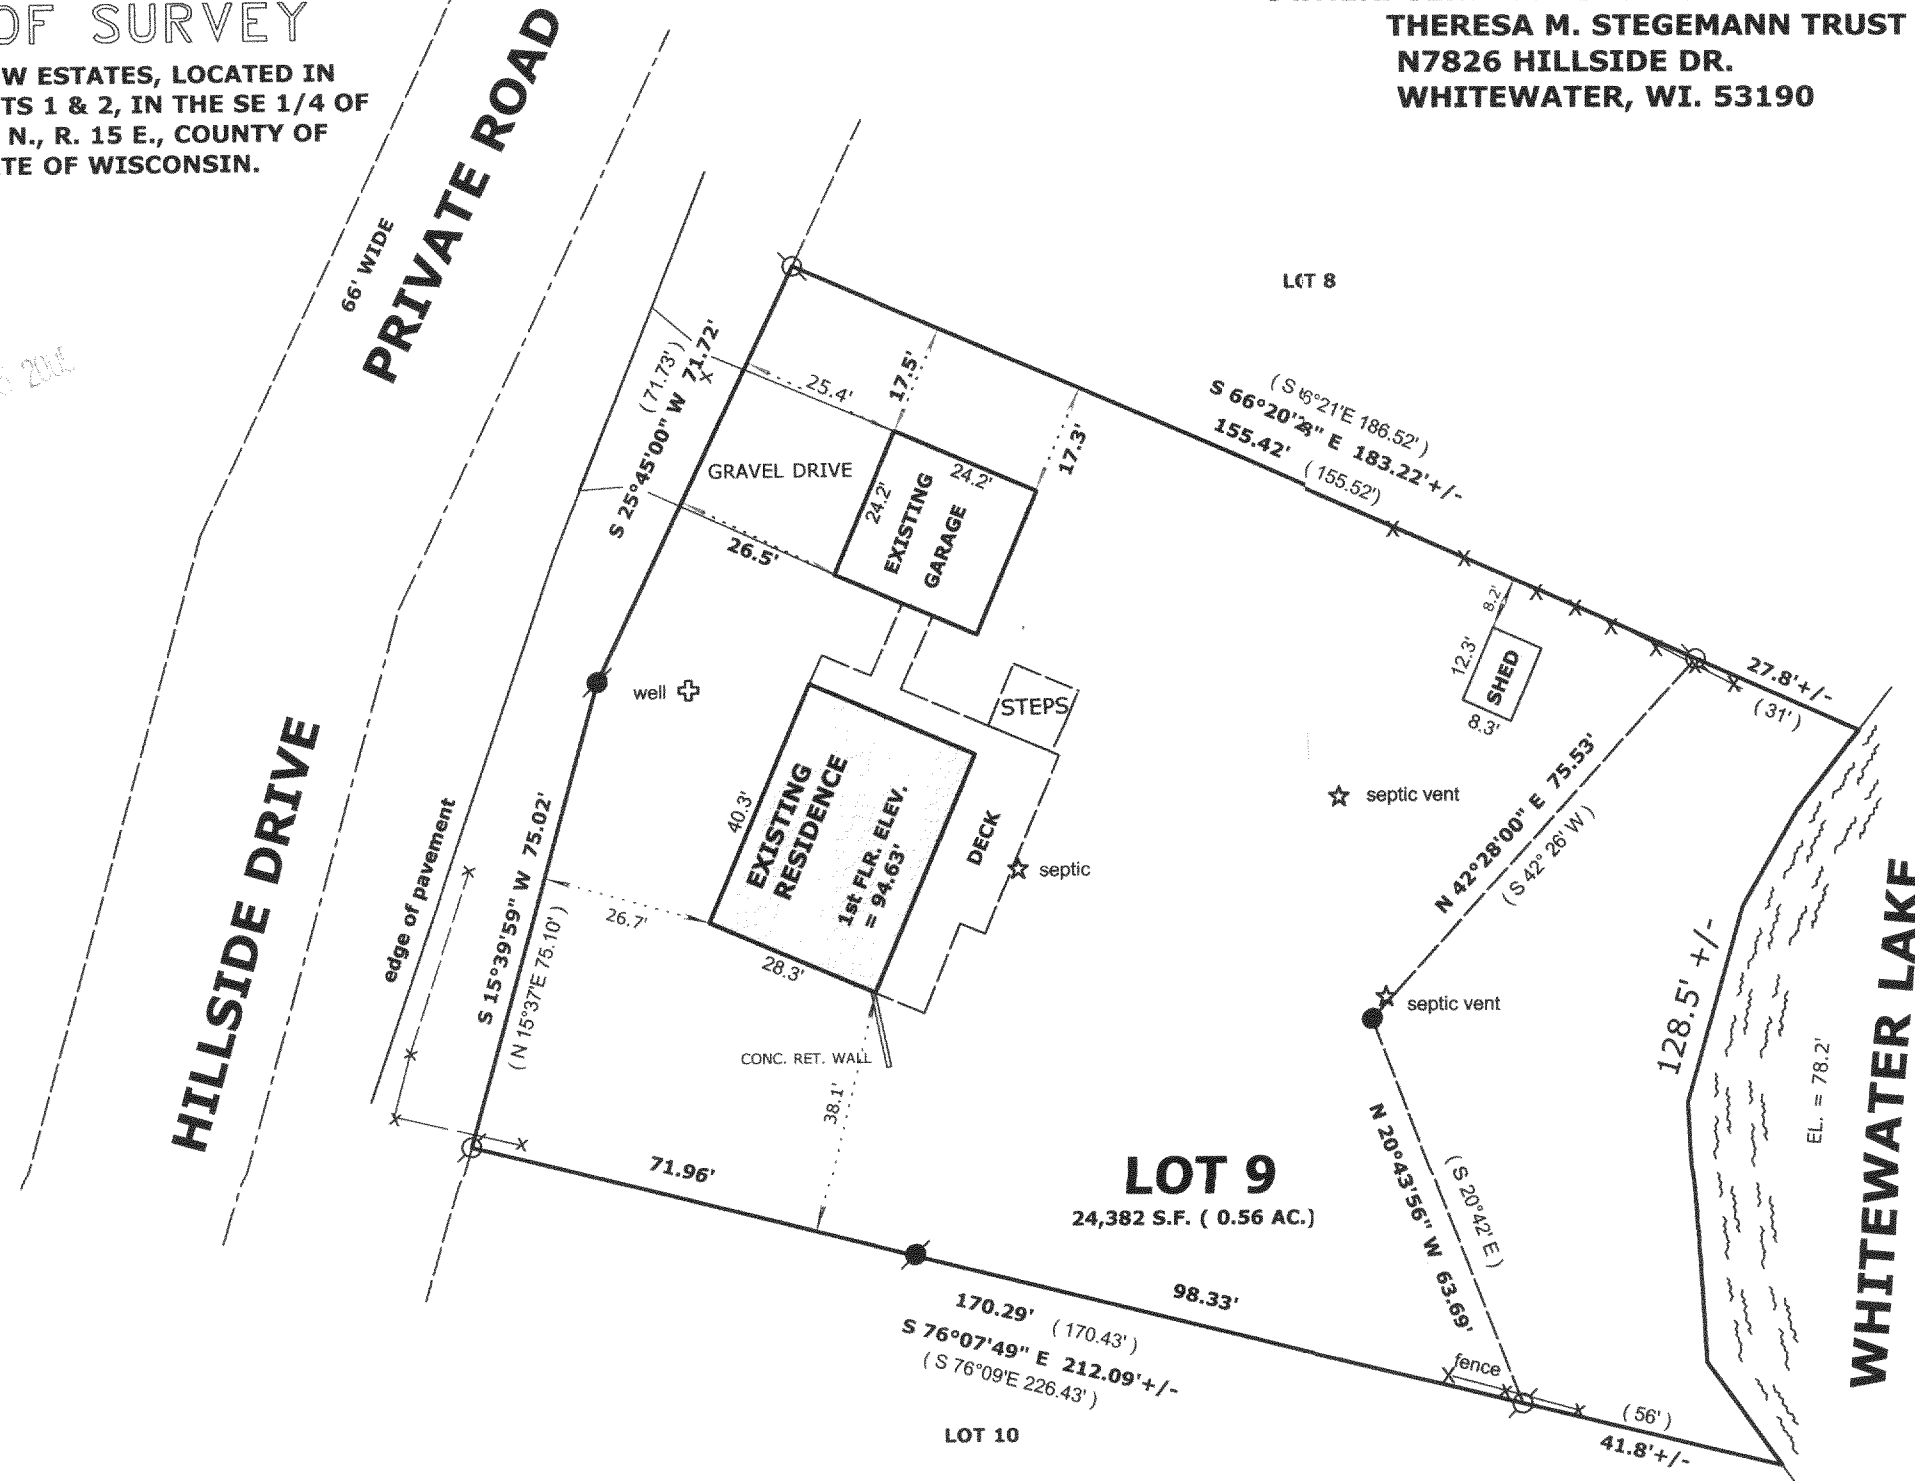 OF SURVEY
W ESTATES, LOCATED IN
TS 1 & 2, IN THE SE 1/4 OF
N., R. 15 E., COUNTY OF
TE OF WISCONSIN.
THERESA M. STEGEMANN TRUST
N7826 HILLSIDE DR.
WHITEWATER, WI. 53190
66' WIDE
PRIVATE ROAD
HILLSIDE DRIVE
edge of pavement
LOT 8
S 25°45'00" W 71.72'
( 71.73' )
25.4'
17.5'
17.3'
GRAVEL DRIVE
24.2'
24.2'
EXISTING
GARAGE
26.5'
( S 66°21'E 186.52' )
S 66°20' E 183.22'+/-
155.42' ( 155.52')
8.2'
12.3'
SHED
8.3'
27.8'+/-
( 31' )
well
STEPS
40.3'
EXISTING
RESIDENCE
1st FLR. ELEV.
= 94.63'
DECK
septic
septic vent
N 42°28'00" E 75.53'
( S 42° 26' W )
septic vent
S 15°39'59" W 75.02'
( N 15°37'E 75.10' )
26.7'
28.3'
CONC. RET. WALL
38.1'
128.5' +/-
EL. = 78.2'
WHITEWATER LAKE
N 20°43'56" W 63.69'
( S 20°42' E )
LOT 9
24,382 S.F. ( 0.56 AC.)
71.96'
98.33'
170.29' ( 170.43' )
S 76°07'49" E 212.09'+/-
( S 76°09'E 226.43' )
fence
( 56' )
41.8'+/-
LOT 10